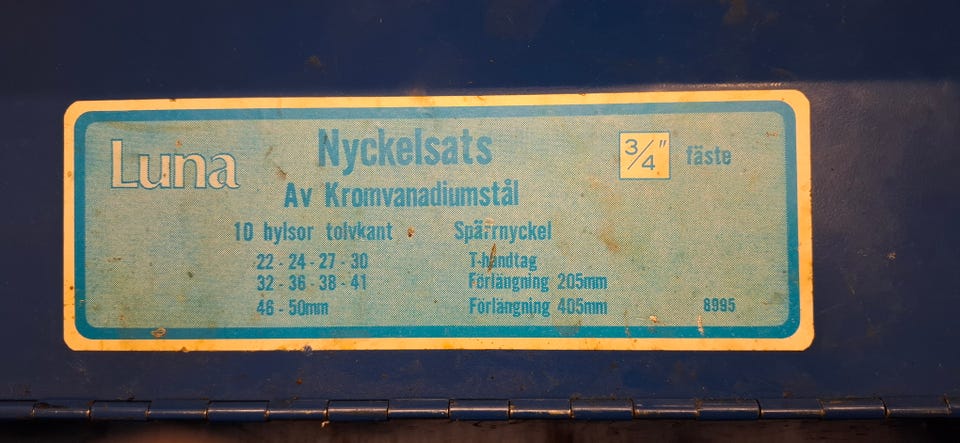 Luna
Nyckelsats
3/4" fäste
Av Kromvanadiumstål
10 hylsor tolvkant
22 - 24 - 27 - 30
32 - 36 - 38 - 41
46 - 50mm
Spärrnyckel
T-handtag
Förlängning 205mm
Förlängning 405mm
8995